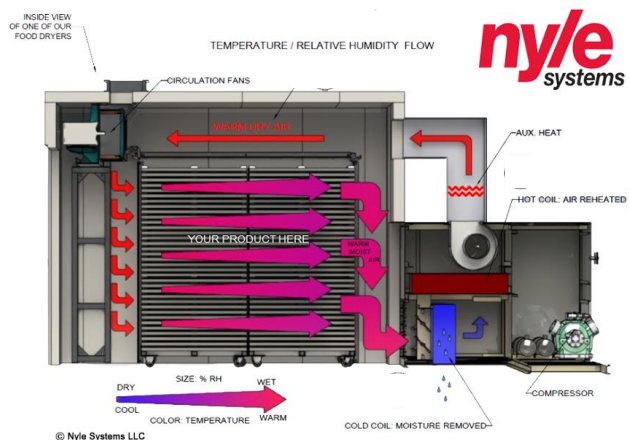 INSIDE VIEW
OF ONE OF OUR
FOOD DRYERS
TEMPERATURE / RELATIVE HUMIDITY FLOW
nyle
systems
CIRCULATION FANS
WARM DRY AIR
AUX. HEAT
HOT COIL: AIR REHEATED
YOUR PRODUCT HERE
WARM
MOIST
AIR
SIZE: % RH
DRY
WET
COOL
WARM
COLOR: TEMPERATURE
COMPRESSOR
COLD COIL: MOISTURE REMOVED
© Nyle Systems LLC